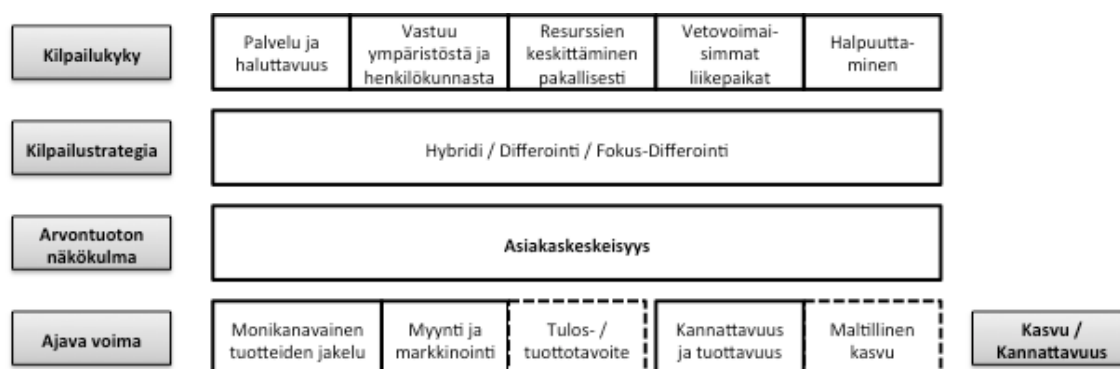 Kilpailukyky
Palvelu ja
haluttavuus
Vastuu
ympäristöstä ja
henkilökunnasta
Resurssien
keskittäminen
pakallisesti
Vetovoimai-
simmat
liikepaikat
Halpuutta-
minen
Kilpailustrategia
Hybridi / Differointi / Fokus-Differointi
Arvontuoton
näkökulma
Asiakaskeskeisyys
Ajava voima
Monikanavainen
tuotteiden jakelu
Myynti ja
markkinointi
Tulos- /
tuottotavoite
Kannattavuus
ja tuottavuus
Maltillinen
kasvu
Kasvu /
Kannattavuus